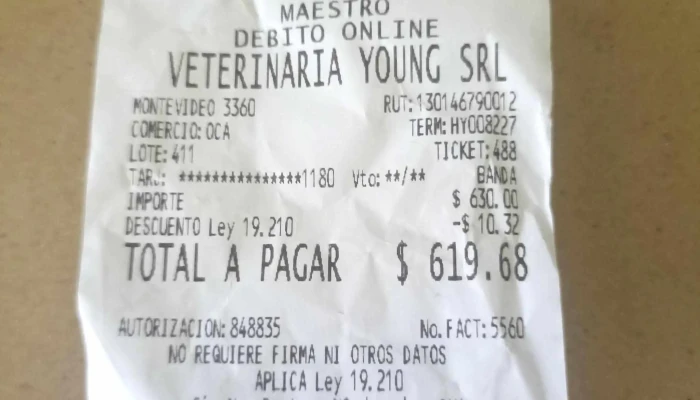 MAESTRO
DEBITO ONLINE
VETERINARIA YOUNG SRL
MONTEVIDEO 3360 RUT:130146790012
COMERCIO: OCA TERM: HY008227
LOTE: 411 TICKET: 488
TARJ: ***************1180 Vto: **/** BANDA
IMPORTE $ 630.00
DESCUENTO Ley 19.210 -$ 10.32
TOTAL A PAGAR $ 619.68
AUTORIZACION: 848835 No. FACT: 5560
NO REQUIERE FIRMA NI OTROS DATOS
APLICA Ley 19.210